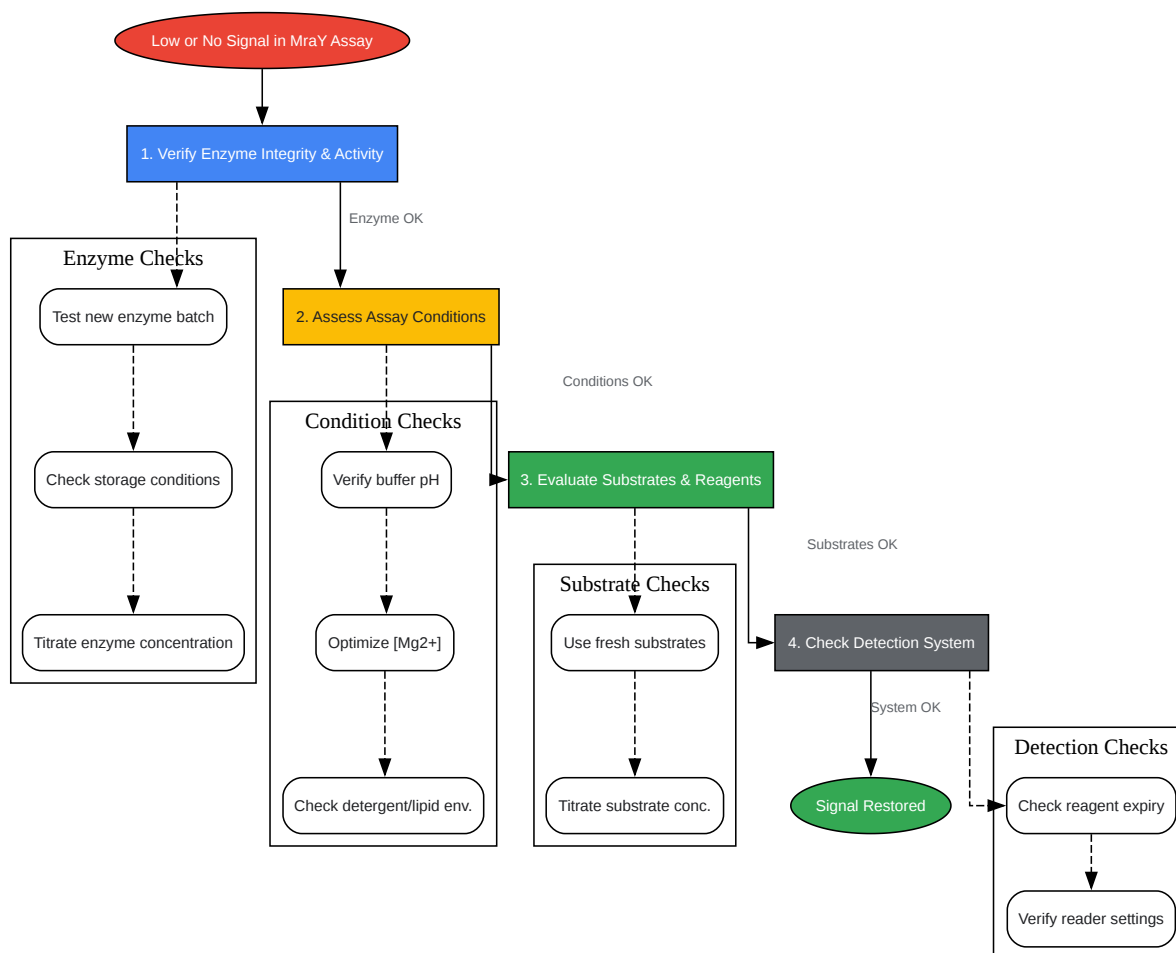 Low or No Signal in MraY Assay
1. Verify Enzyme Integrity & Activity
Enzyme OK
Enzyme Checks
Test new enzyme batch
Check storage conditions
Titrate enzyme concentration
2. Assess Assay Conditions
Conditions OK
Condition Checks
Verify buffer pH
Optimize [Mg2+]
Check detergent/lipid env.
3. Evaluate Substrates & Reagents
Substrates OK
Substrate Checks
Use fresh substrates
Titrate substrate conc.
4. Check Detection System
System OK
Signal Restored
Detection Checks
Check reagent expiry
Verify reader settings